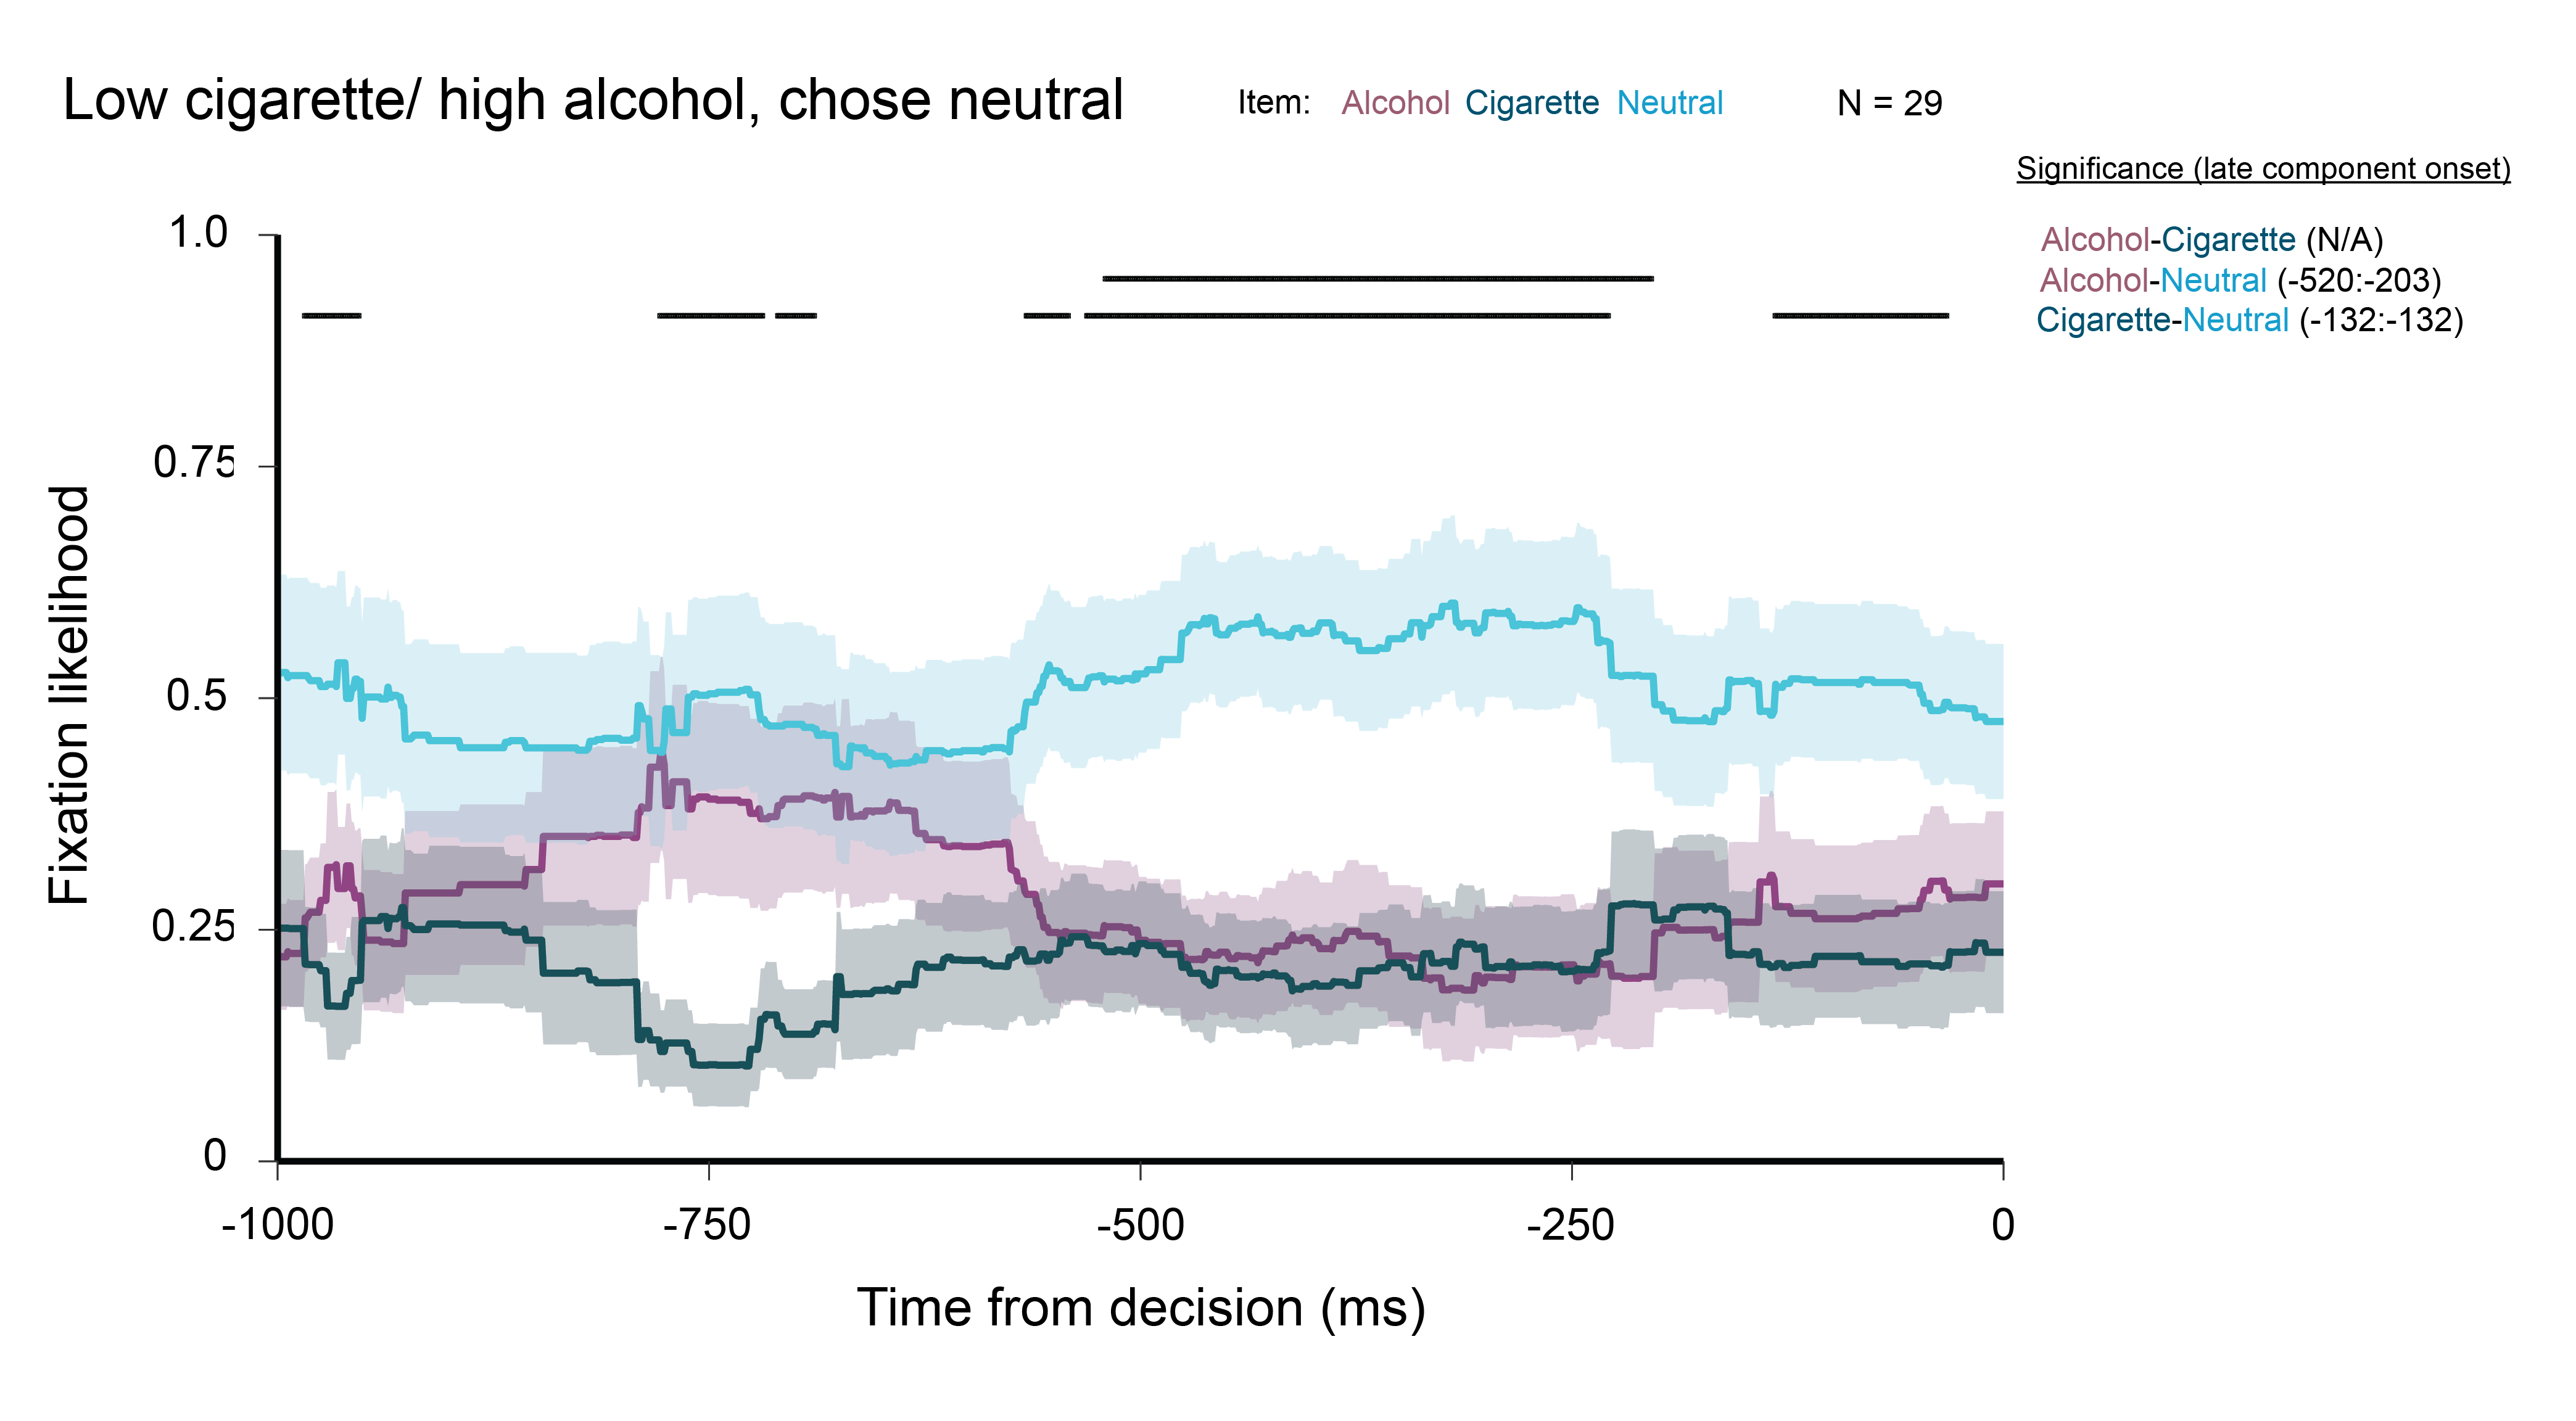 Low cigarette/ high alcohol, chose neutral
Item: Alcohol Cigarette Neutral
N = 29
Significance (late component onset)
Alcohol-Cigarette (N/A)
Alcohol-Neutral (-520:-203)
Cigarette-Neutral (-132:-132)
1.0
0.75
0.5
0.25
0
Fixation likelihood
-1000
-750
-500
-250
0
Time from decision (ms)